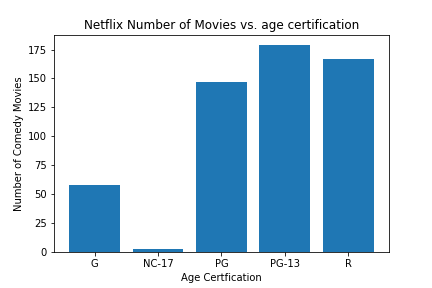 Netflix Number of Movies vs. age certification
Number of Comedy Movies
175
150
125
100
75
50
25
0
G NC-17 PG PG-13 R
Age Certfication